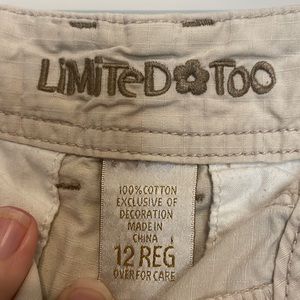 LiMiTeD TOO
100% COTTON
EXCLUSIVE OF
DECORATION
MADE IN
CHINA
12 REG
OVER FOR CARE